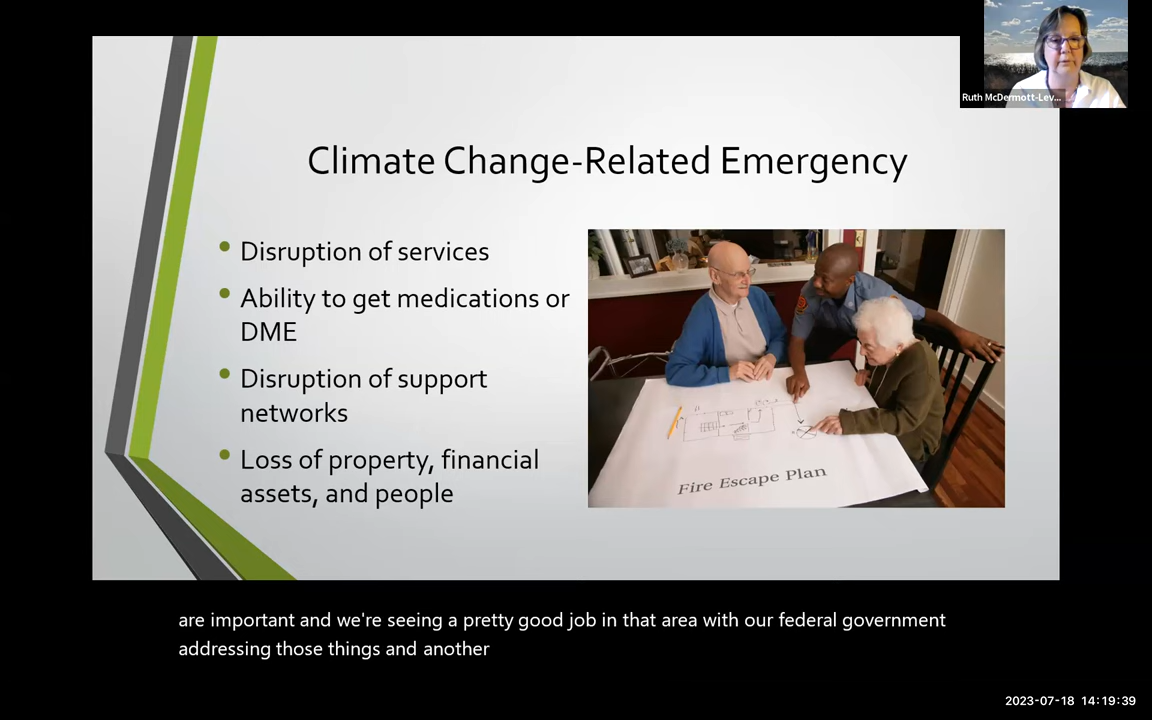 Ruth McDermott-Lev...
Climate Change-Related Emergency
Disruption of services
Ability to get medications or
DME
Disruption of support
networks
Loss of property, financial
assets, and people
Fire Escape Plan
are important and we're seeing a pretty good job in that area with our federal government
addressing those things and another
2023-07-18 14:19:39